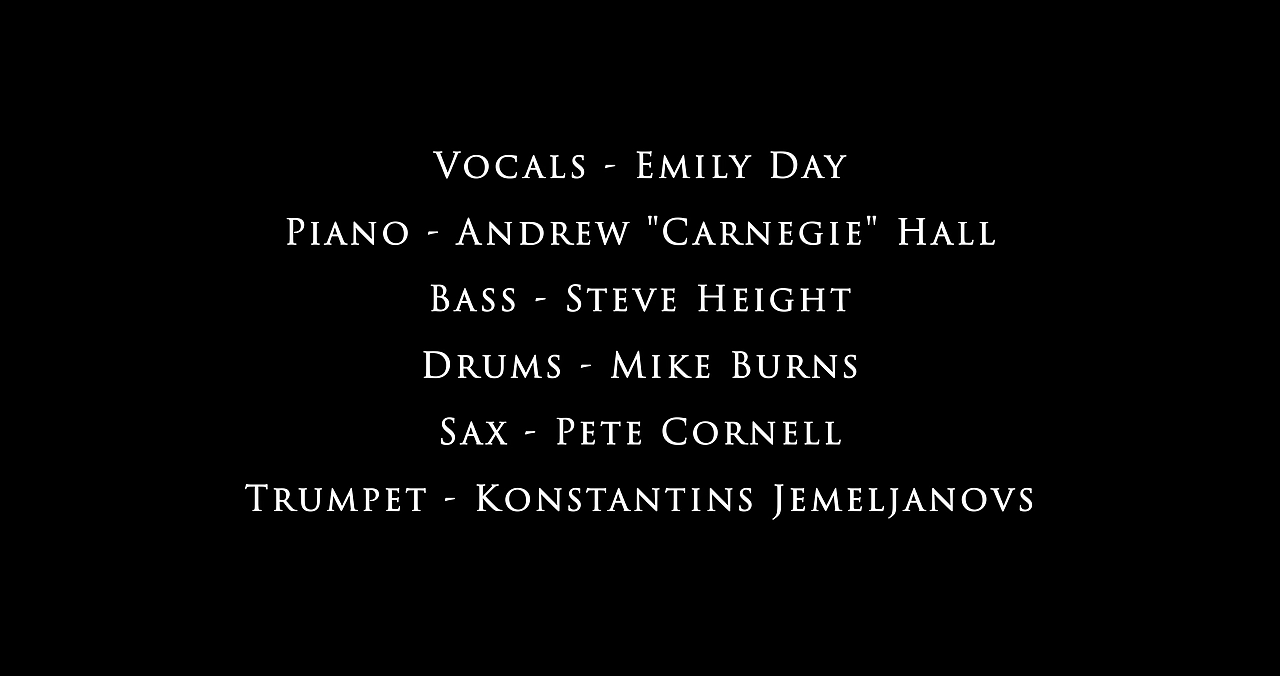 Vocals - Emily Day
Piano - Andrew "Carnegie" Hall
Bass - Steve Height
Drums - Mike Burns
Sax - Pete Cornell
Trumpet - Konstantins Jemeljanovs